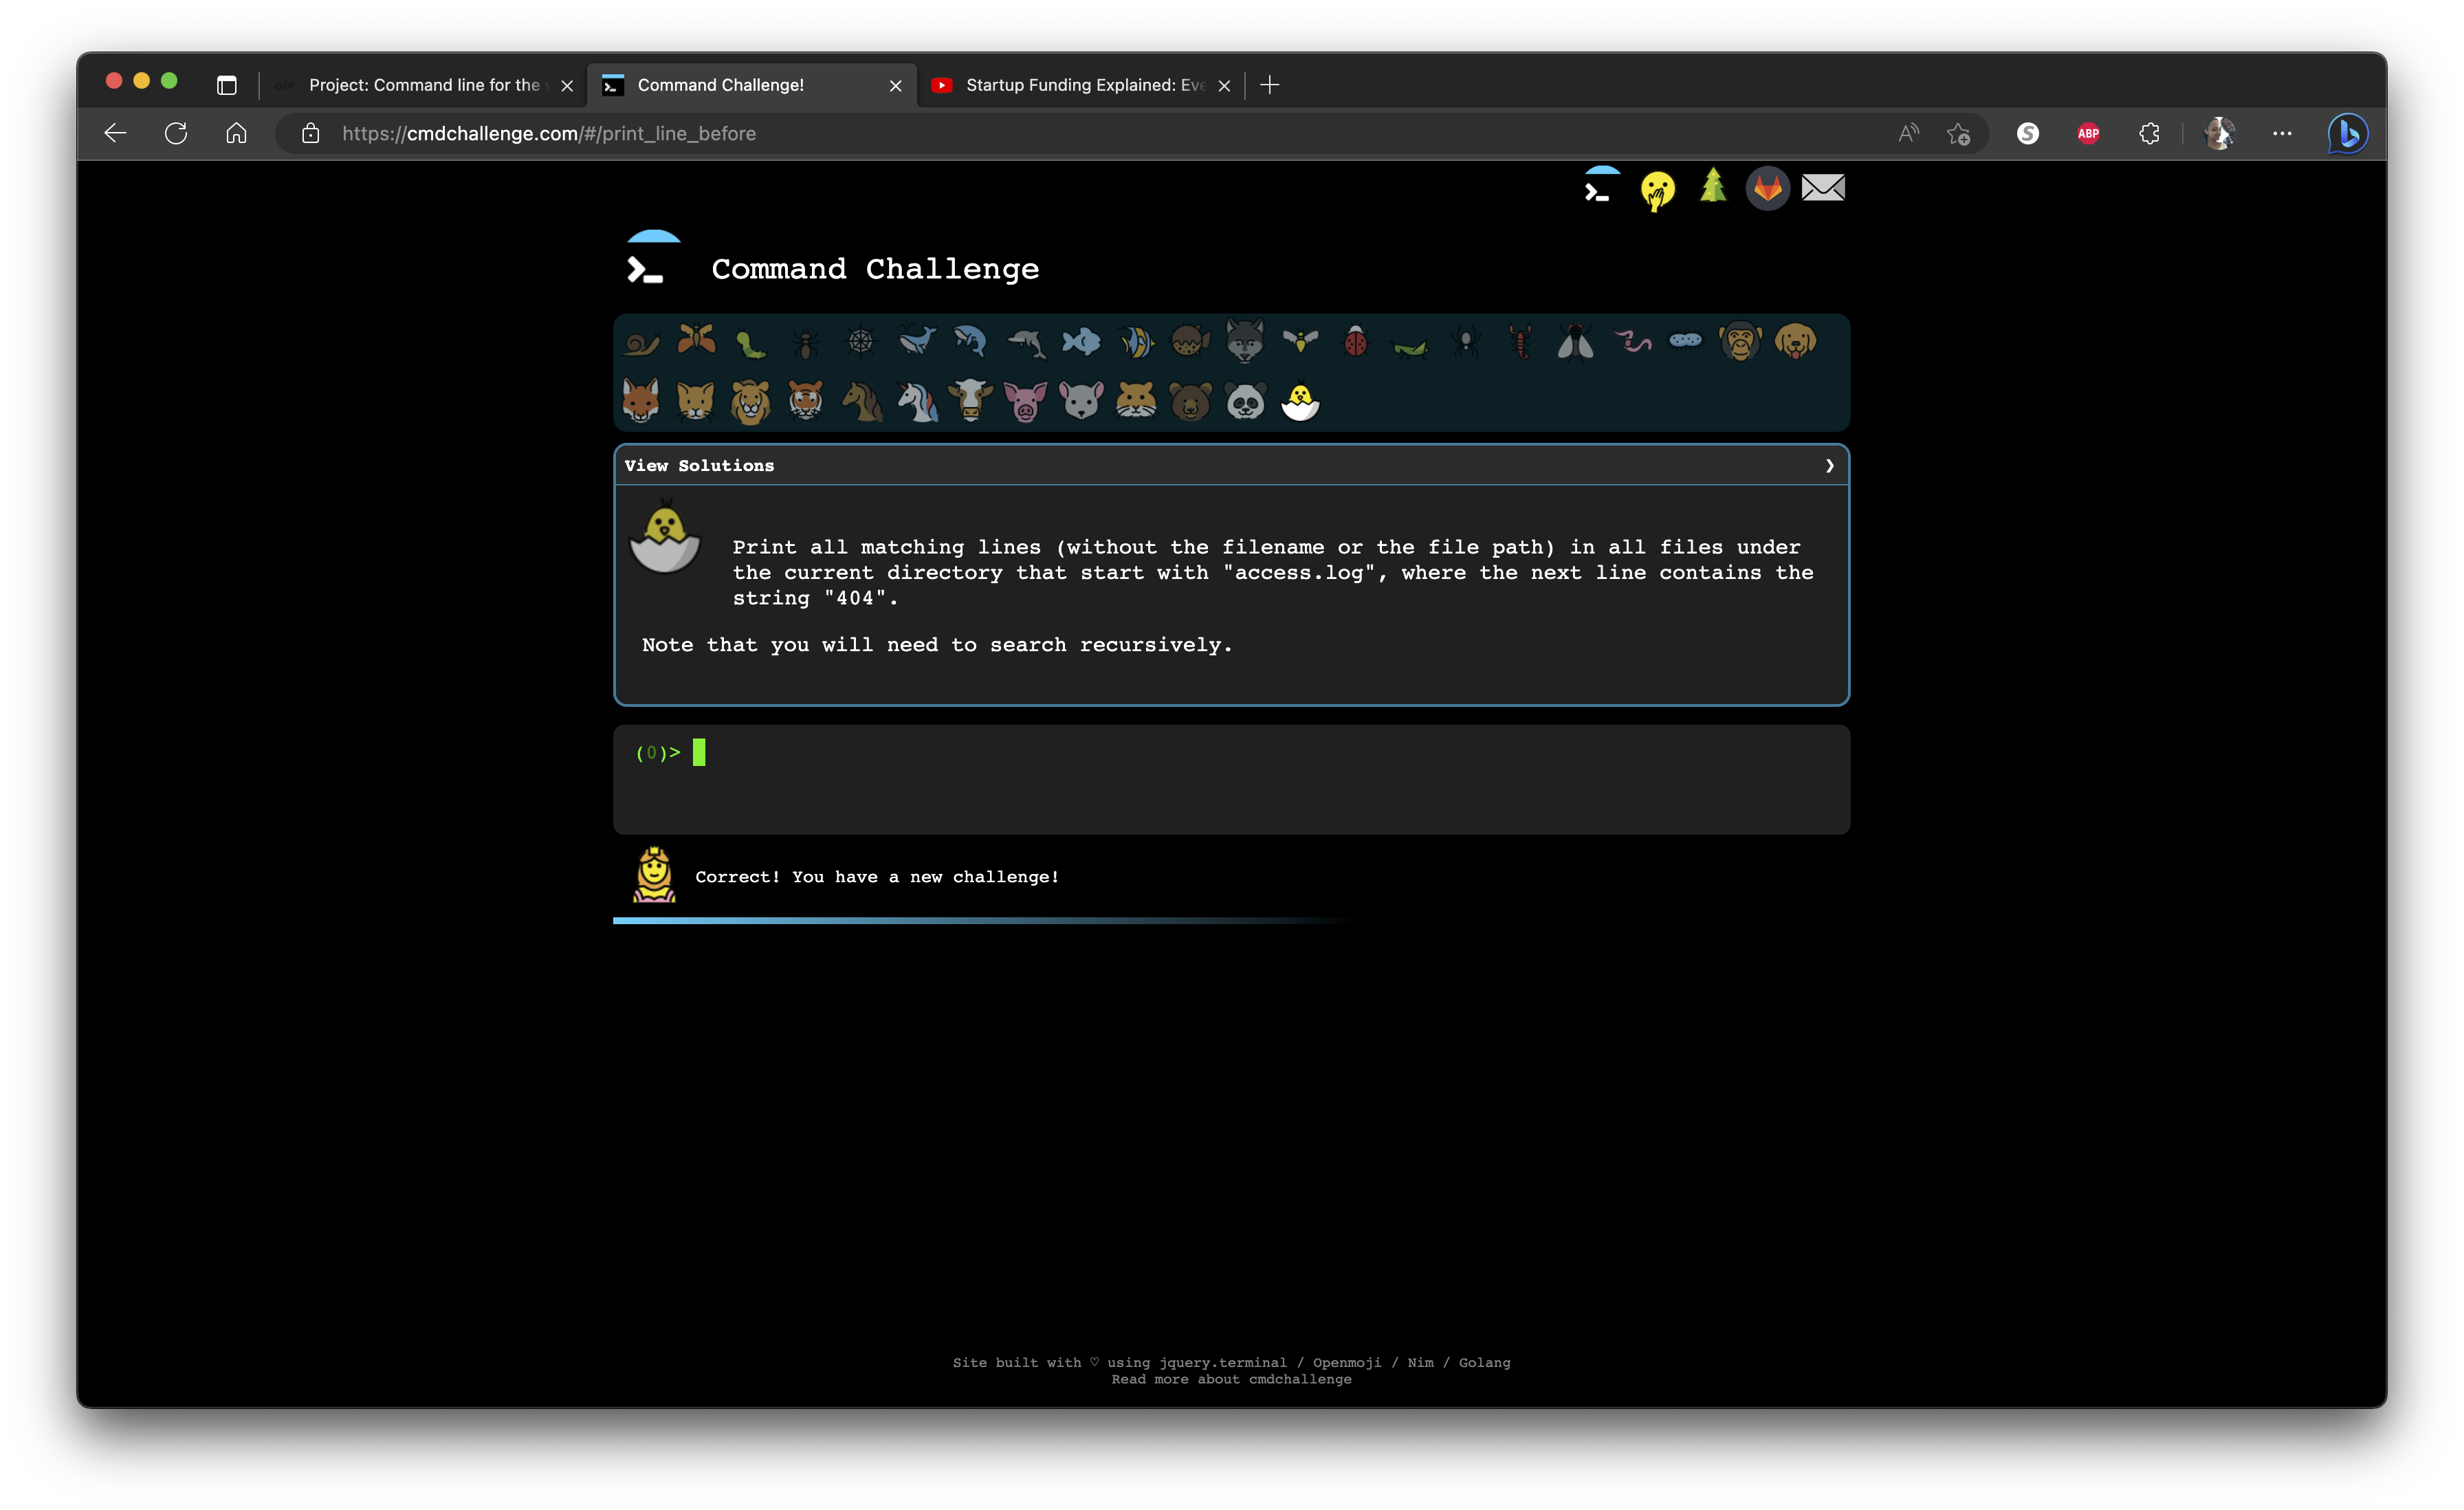 Project: Command line for the
Command Challenge!
Startup Funding Explained: Eve
https://cmdchallenge.com/#/print_line_before
ABP
Command Challenge
View Solutions
Print all matching lines (without the filename or the file path) in all files under
the current directory that start with "access.log", where the next line contains the
string "404".
Note that you will need to search recursively.
(0)>
Correct! You have a new challenge!
Site built with ♡ using jquery.terminal / Openmoji / Nim / Golang
Read more about cmdchallenge